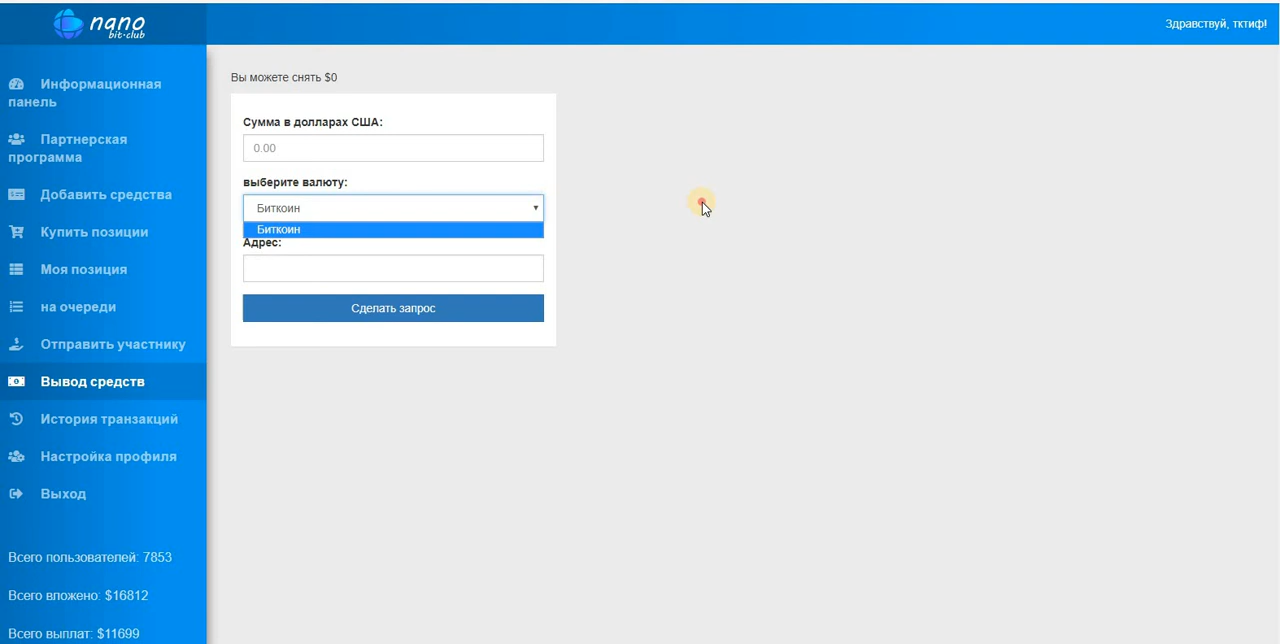 nano
bit-club
Здравствуй, тктиф!
Информационная
панель
Партнерская
программа
Добавить средства
Купить позиции
Моя позиция
на очереди
Отправить участнику
Вывод средств
История транзакций
Настройка профиля
Выход
Всего пользователей: 7853
Всего вложено: $16812
Всего выплат: $11699
Вы можете снять $0
Сумма в долларах США:
0.00
выберите валюту:
Биткоин
Биткоин
Адрес:
Сделать запрос